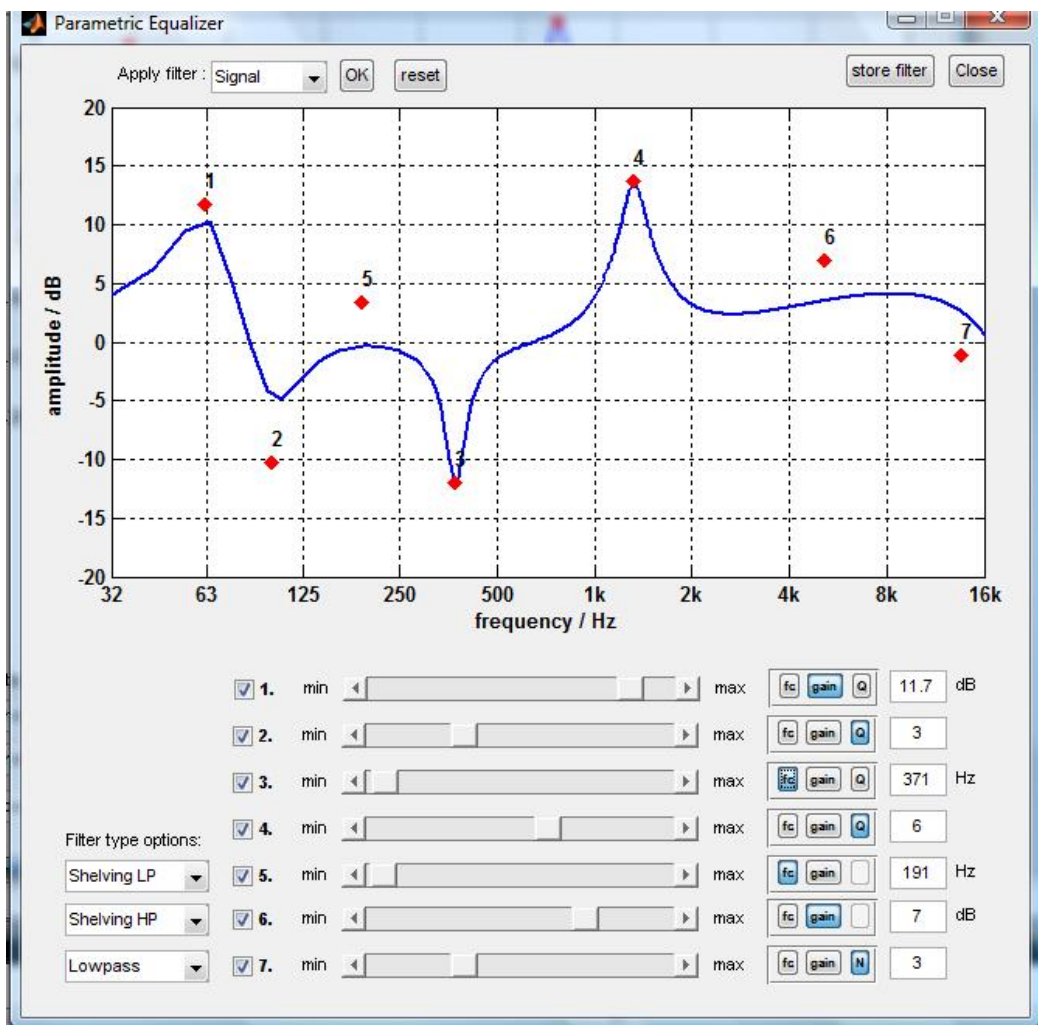 Parametric Equalizer
Apply filter : Signal OK reset store filter Close
20
15
10
5
0
-5
-10
-15
-20
amplitude / dB
1
2
3
4
5
6
7
32 63 125 250 500 1k 2k 4k 8k 16k
frequency / Hz
1. min max fc gain Q 11.7 dB
2. min max fc gain Q 3
3. min max fc gain Q 371 Hz
4. min max fc gain Q 6
Filter type options:
Shelving LP 5. min max fc gain 191 Hz
Shelving HP 6. min max fc gain 7 dB
Lowpass 7. min max fc gain N 3